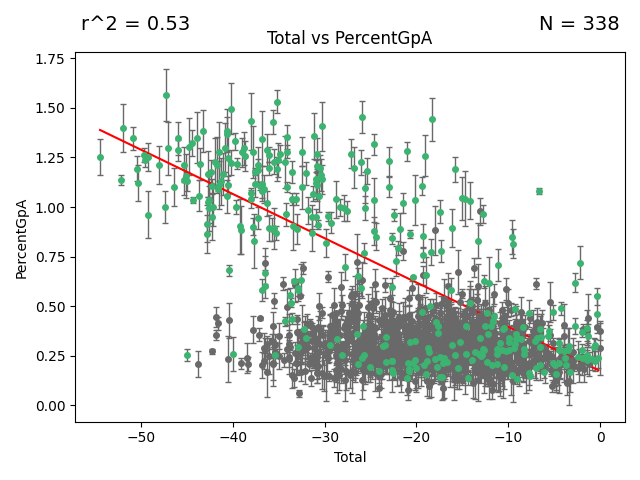 r^2 = 0.53
N = 338
Total vs PercentGpA
1.75
1.50
1.25
1.00
0.75
0.50
0.25
0.00
PercentGpA
−50
−40
−30
−20
−10
0
Total